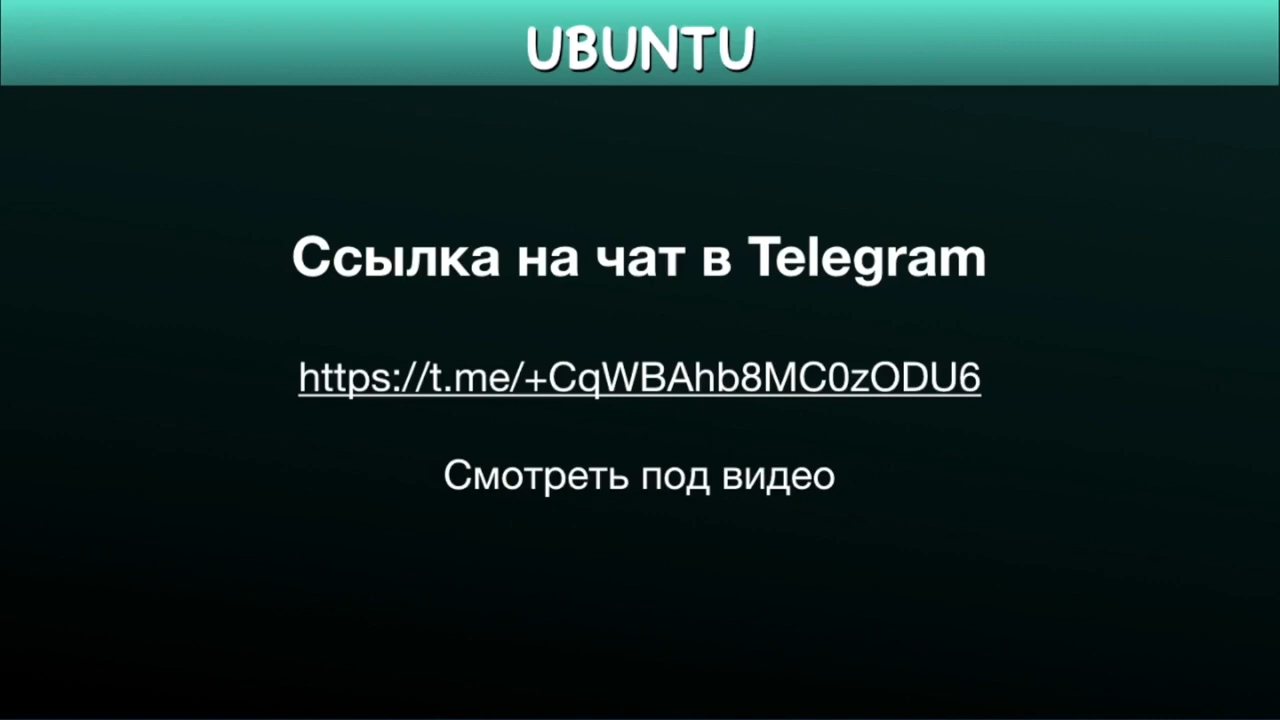 UBUNTU
Ссылка на чат в Telegram
https://t.me/+CqWBAhb8MC0zODU6
Смотреть под видео